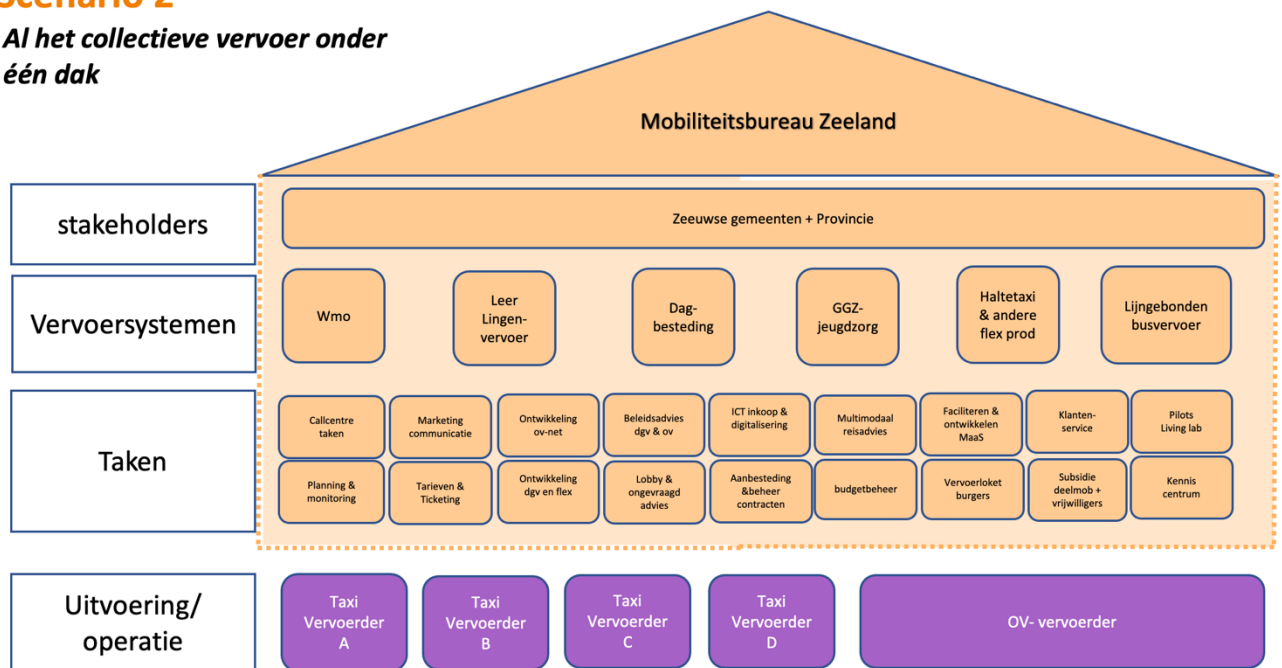 Scenario 2
Al het collectieve vervoer onder
één dak
Mobiliteitsbureau Zeeland
stakeholders
Zeeuwse gemeenten + Provincie
Vervoersystemen
Wmo
Leer
Lingen-
vervoer
Dag-
besteding
GGZ-
jeugdzorg
Haltetaxi
& andere
flex prod
Lijngebonden
busvervoer
Taken
Callcentre
taken
Marketing
communicatie
Ontwikkeling
ov-net
Beleidsadvies
dgv & ov
ICT inkoop &
digitalisering
Multimodaal
reisadvies
Faciliteren &
ontwikkelen
MaaS
Klanten-
service
Pilots
Living lab
Planning &
monitoring
Tarieven &
Ticketing
Ontwikkeling
dgv en flex
Lobby &
ongevraagd
advies
Aanbesteding
&beheer
contracten
budgetbeheer
Vervoerloket
burgers
Subsidie
deelmob +
vrijwilligers
Kennis
centrum
Uitvoering/
operatie
Taxi
Vervoerder
A
Taxi
Vervoerder
B
Taxi
Vervoerder
C
Taxi
Vervoerder
D
OV- vervoerder